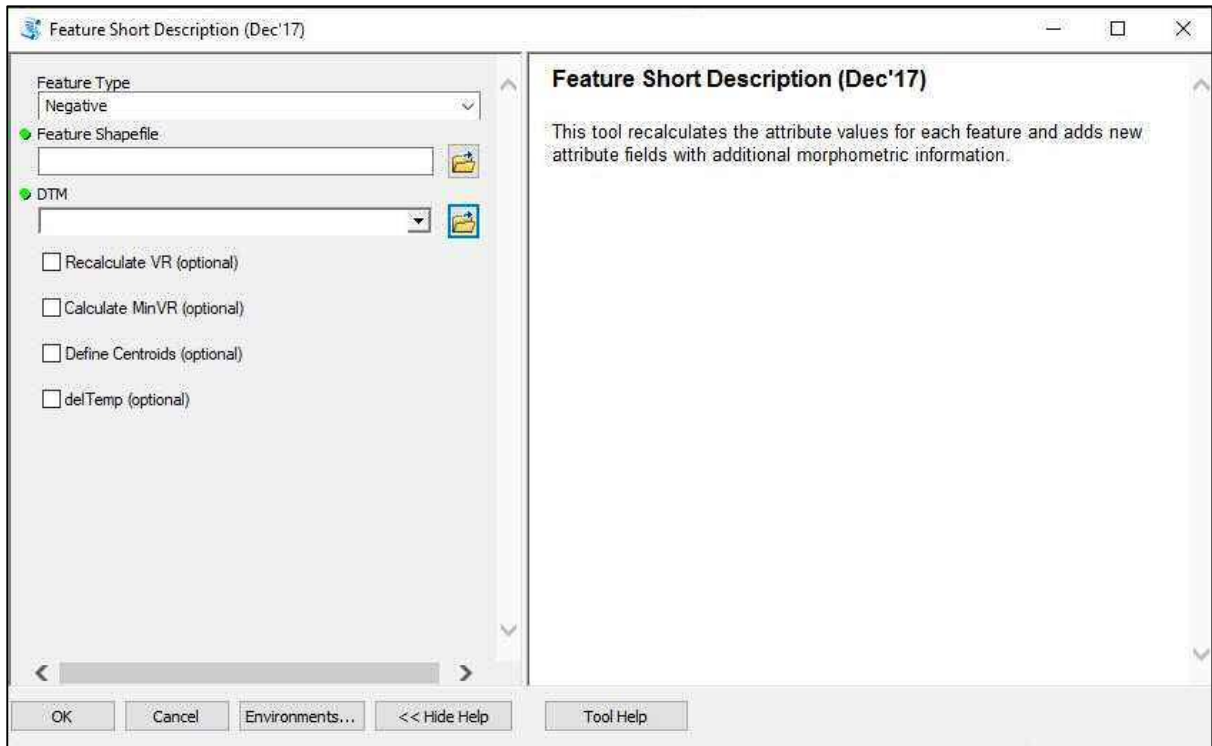 Feature Short Description (Dec'17)
Feature Type
Negative
Feature Shapefile
DTM
Recalculate VR (optional)
Calculate MinVR (optional)
Define Centroids (optional)
delTemp (optional)
Feature Short Description (Dec'17)
This tool recalculates the attribute values for each feature and adds new
attribute fields with additional morphometric information.
OK
Cancel
Environments...
<< Hide Help
Tool Help